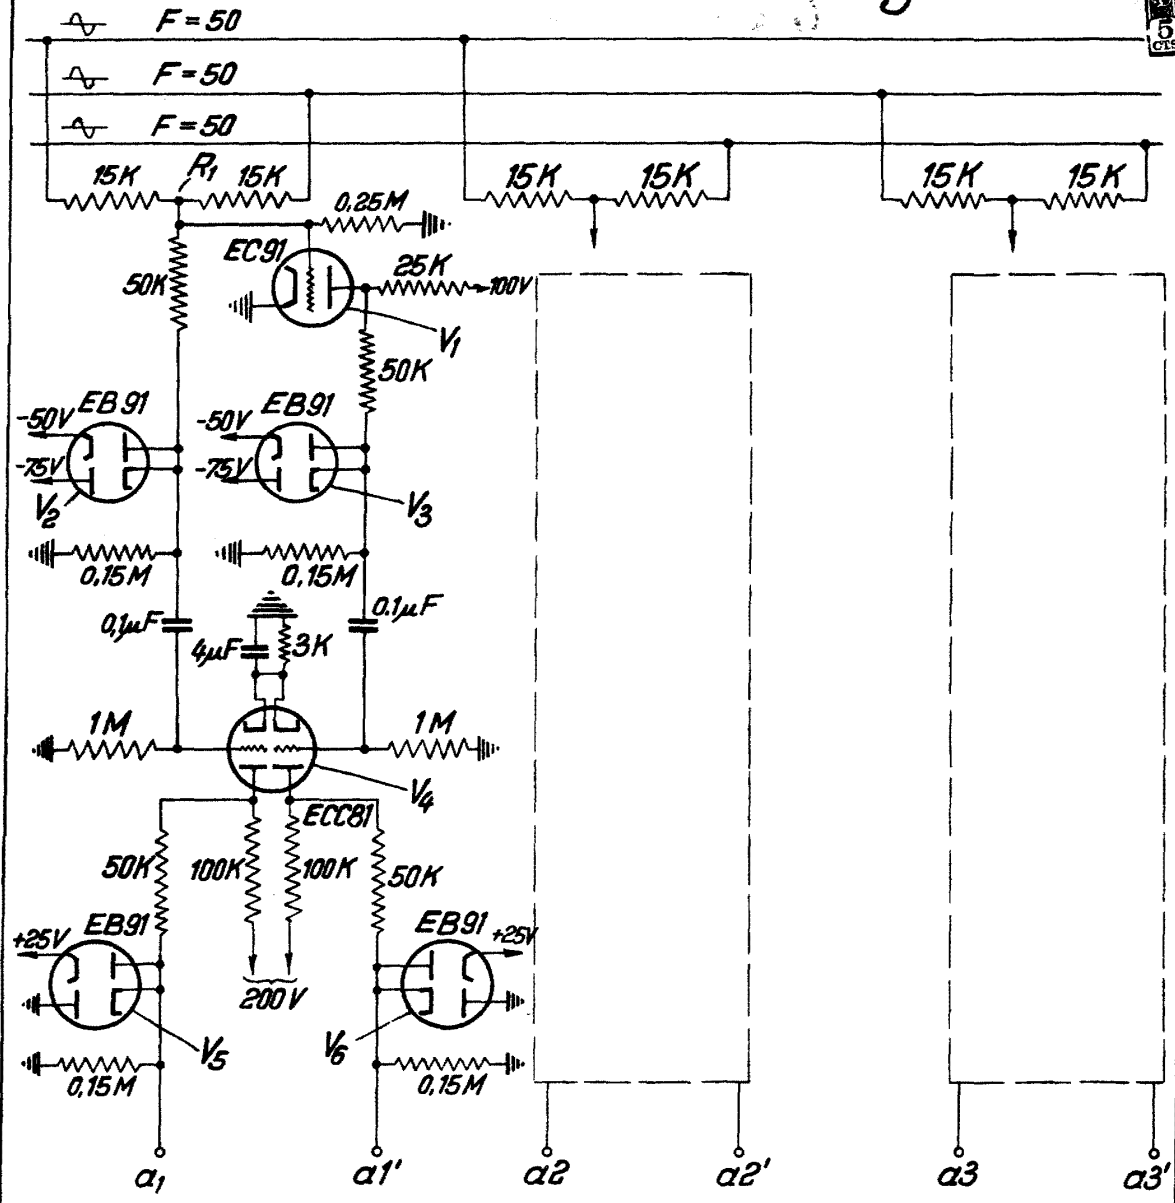 F = 50
F = 50
F = 50
15K R1 15K 15K 15K 15K 15K
0,25M
EC91
50K
25K
100V
V1
50K
EB91 EB91
-50V -50V
-75V -75V
V2 V3
0,15M 0,15M
0,1µF 0.1µF
4µF 3K
1M 1M
V4
ECC81
50K 100K 100K 50K
EB91 EB91
+25V +25V
200V
V5 V6
0,15M 0,15M
a1 a1' a2 a2' a3 a3'